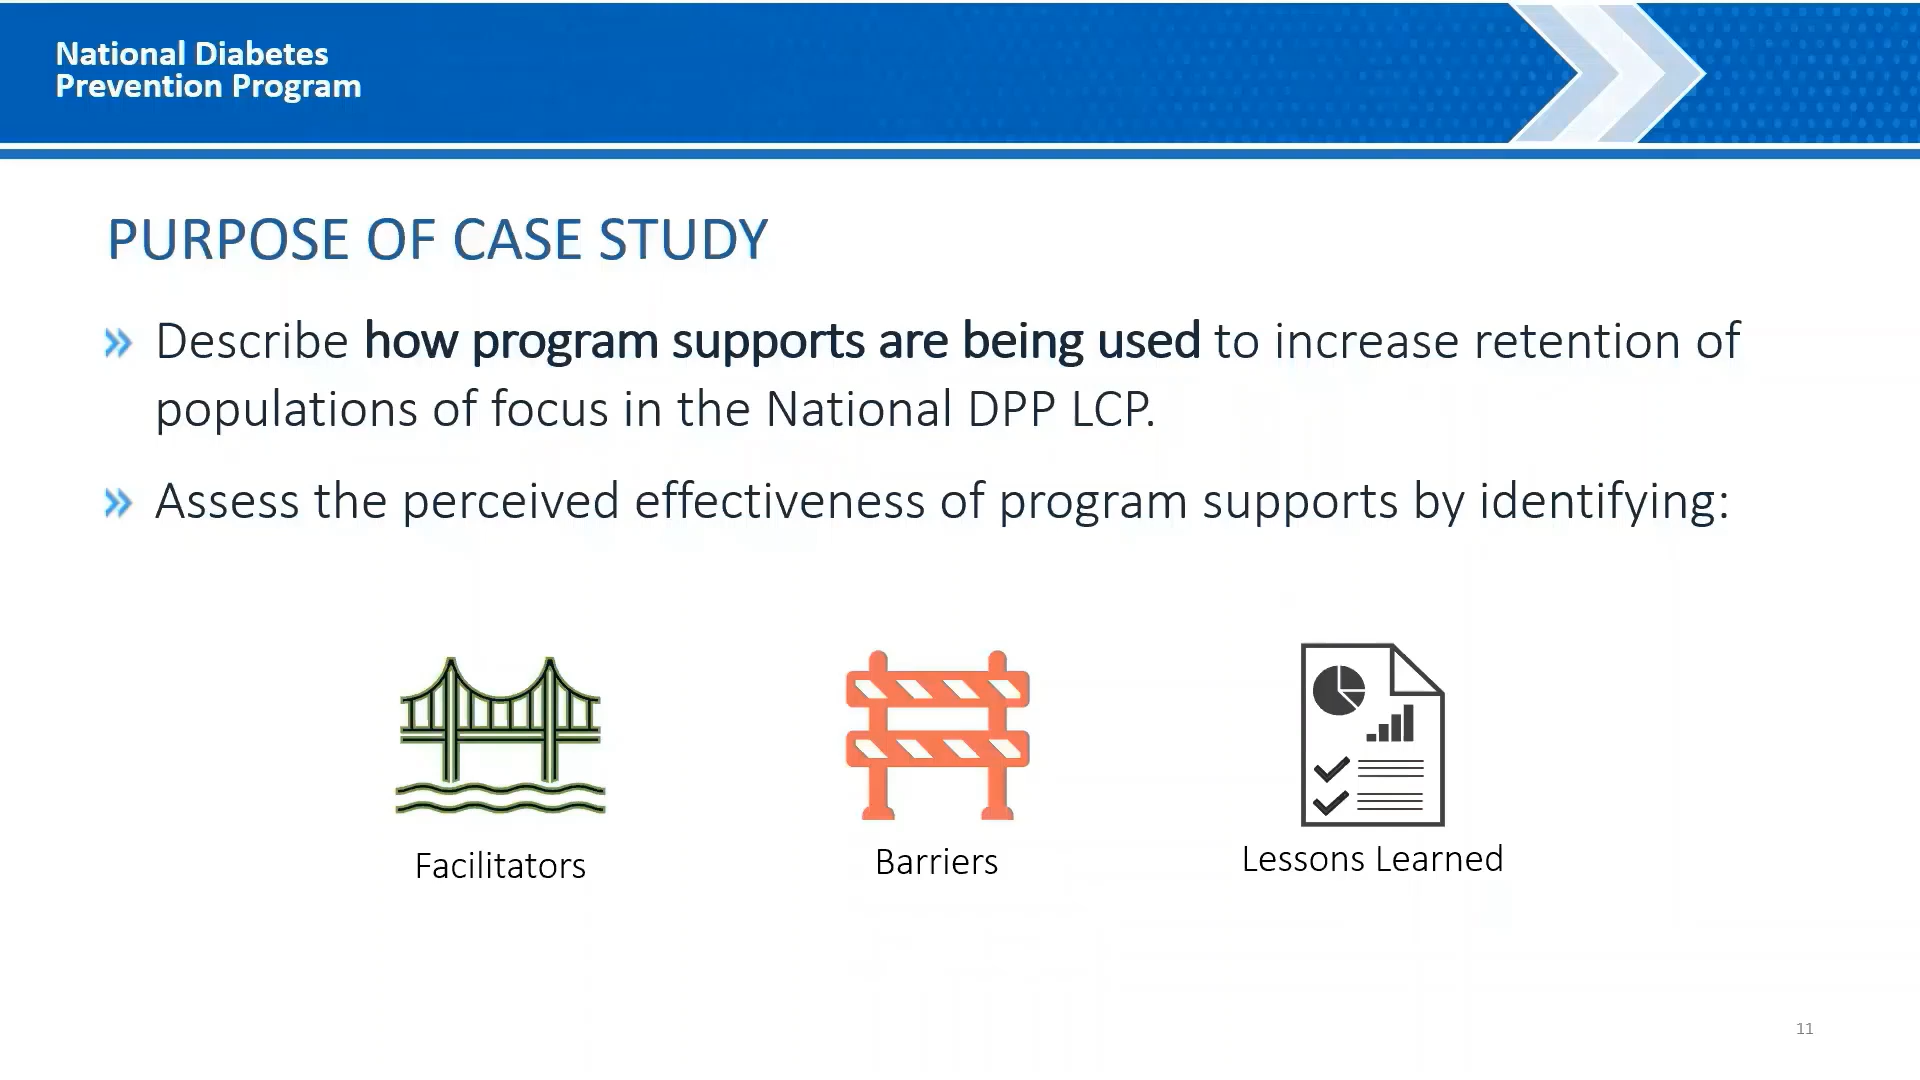 National Diabetes
Prevention Program
PURPOSE OF CASE STUDY
Describe how program supports are being used to increase retention of
populations of focus in the National DPP LCP.
Assess the perceived effectiveness of program supports by identifying:
Facilitators
Barriers
Lessons Learned
11